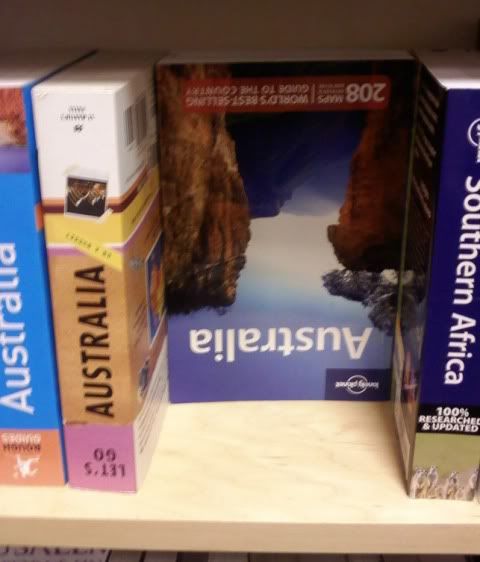 Australia
ROUGH
GUIDES
AUSTRALIA
LET'S
GO
Australia
lonely planet
208 MAPS
WORLD'S BEST-SELLING
GUIDE TO THE COUNTRY
Southern Africa
100%
RESEARCHED
& UPDATED